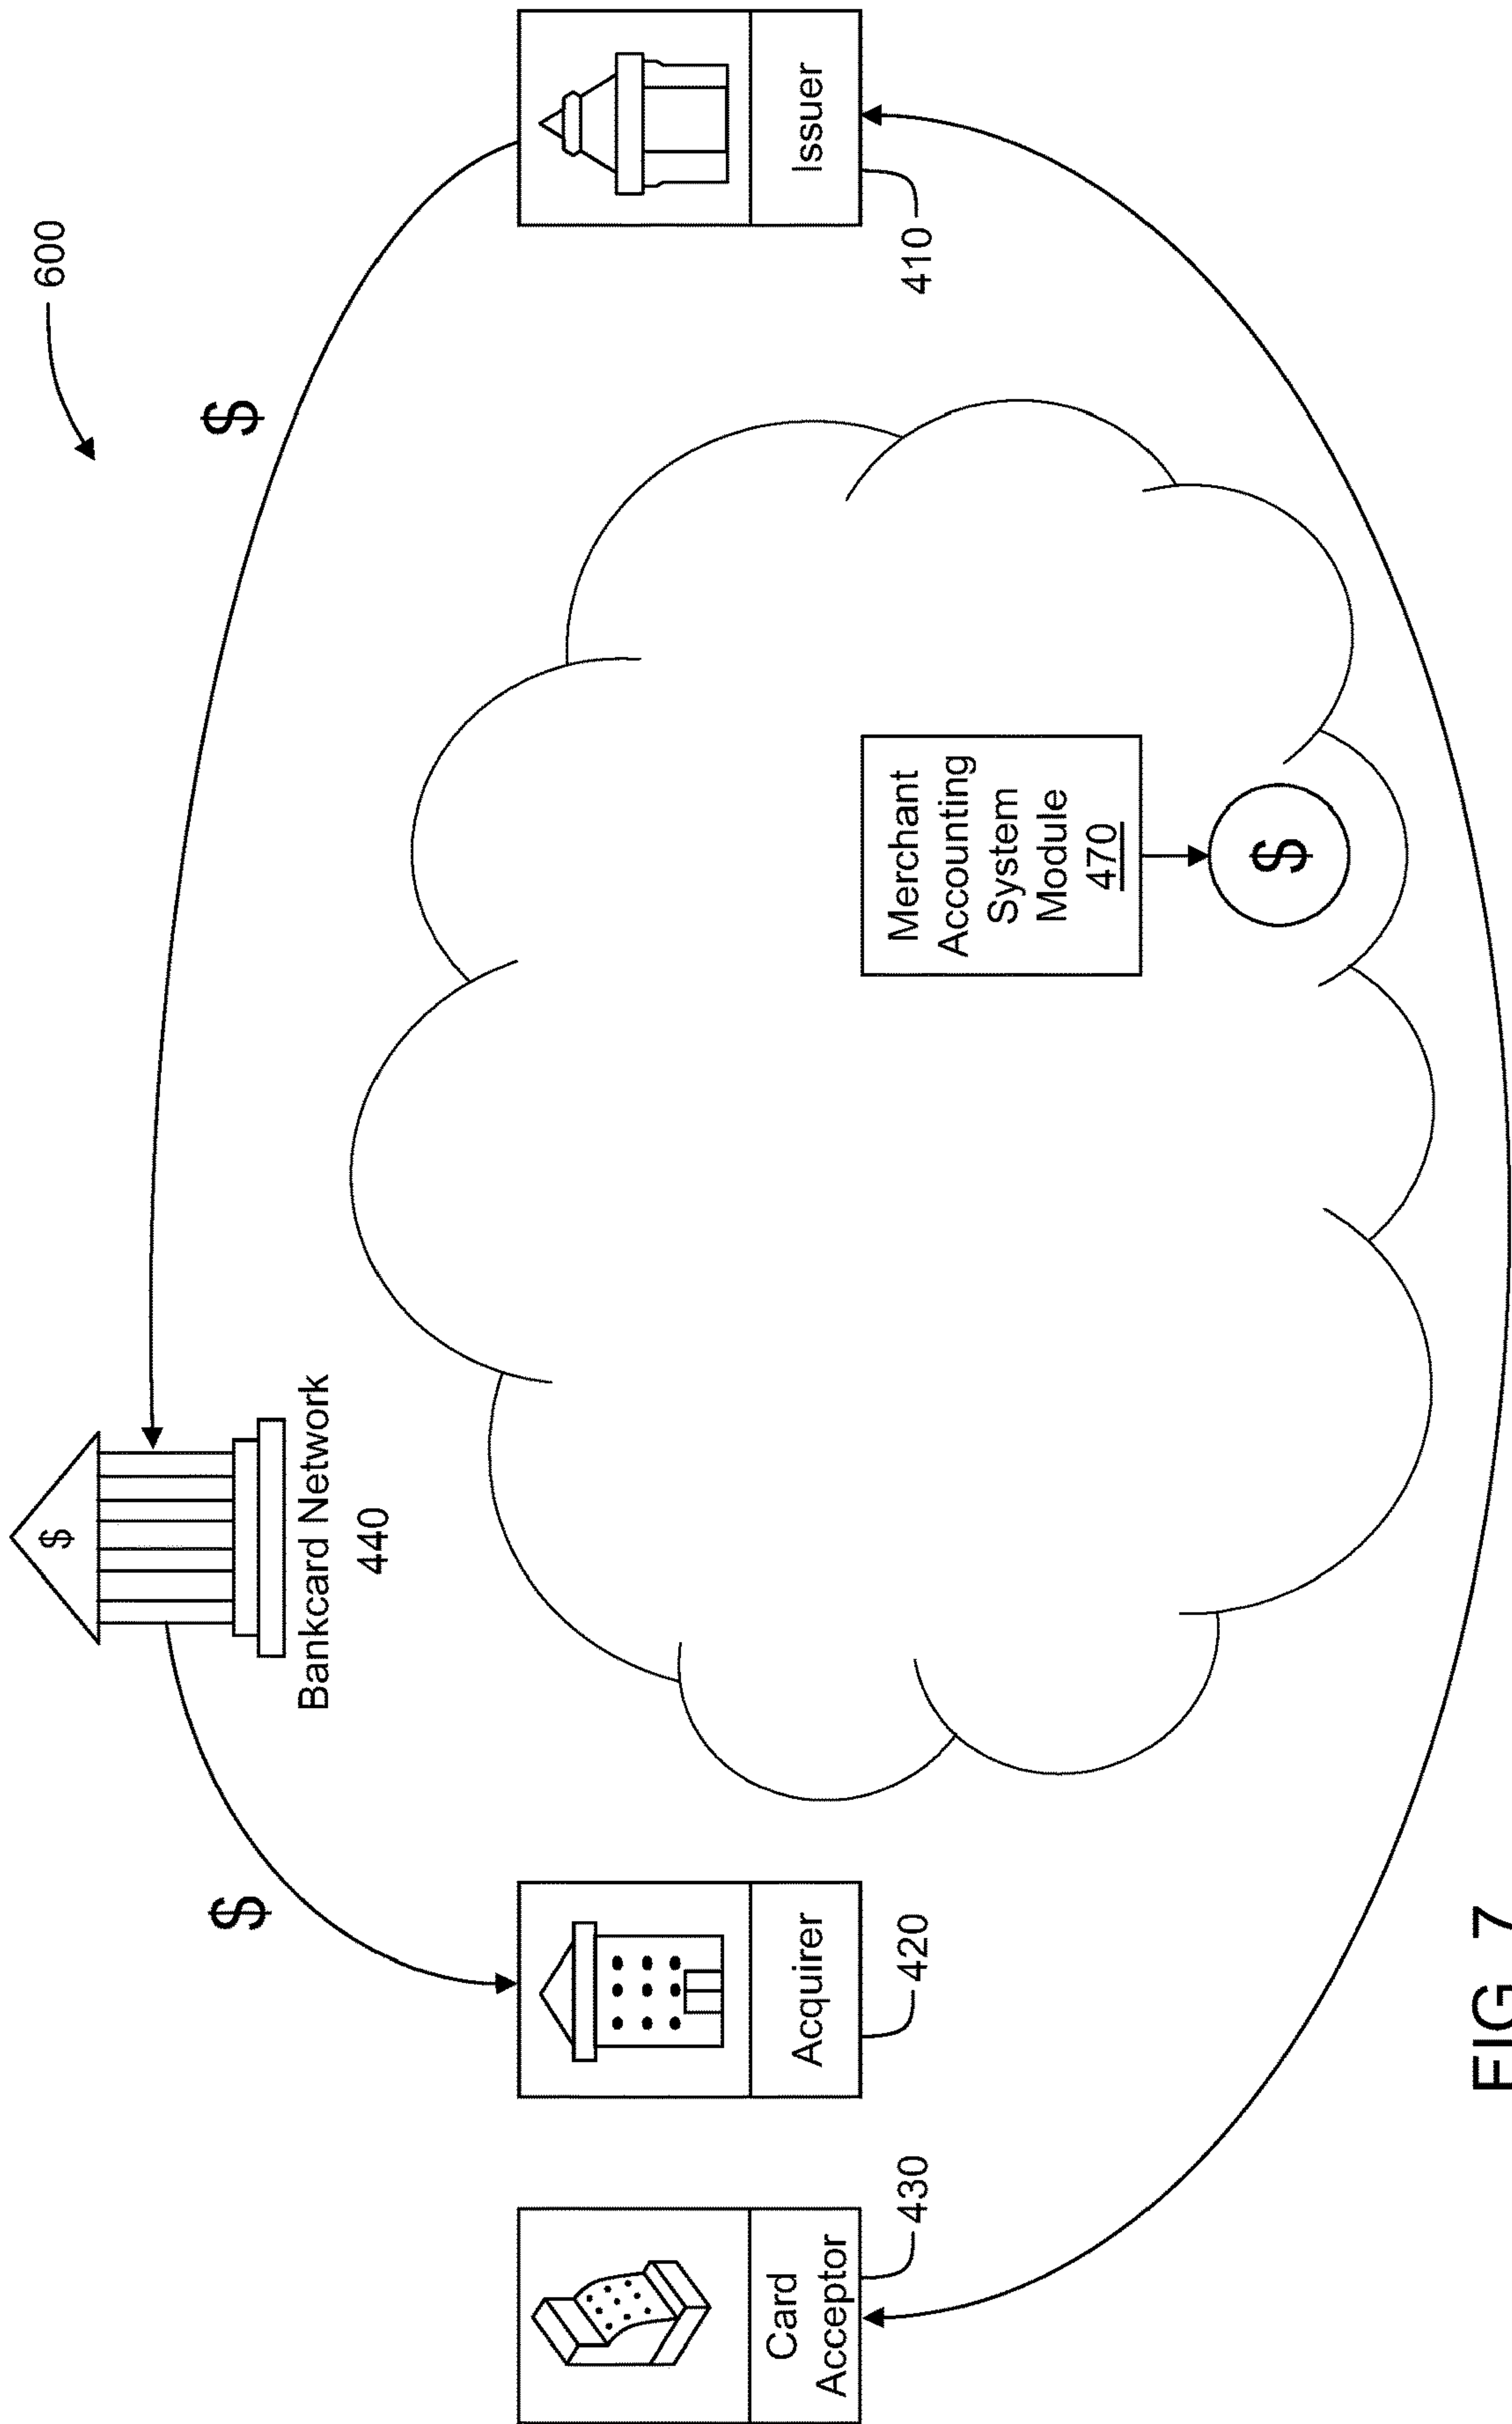 600
$
$
$
Bankcard Network
440
Card
Acceptor
430
Acquirer
420
Issuer
410
Merchant
Accounting
System
Module
470
$
FIG. 7